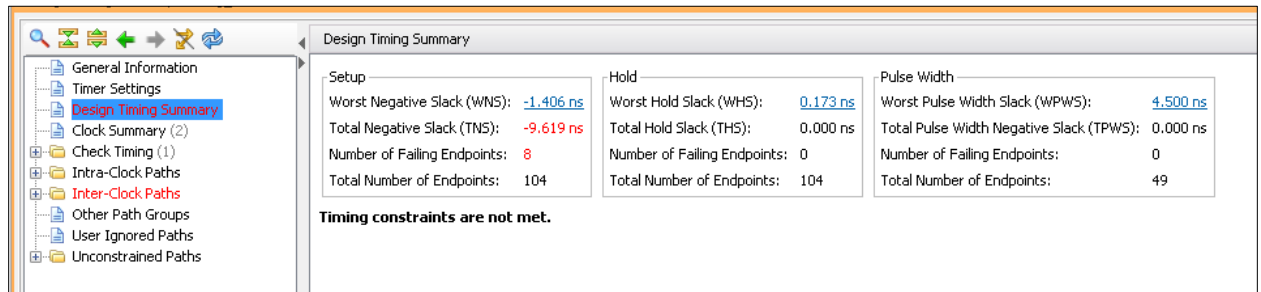 Design Timing Summary
General Information
Timer Settings
Design Timing Summary
Clock Summary (2)
Check Timing (1)
Intra-Clock Paths
Inter-Clock Paths
Other Path Groups
User Ignored Paths
Unconstrained Paths
Setup
Worst Negative Slack (WNS): -1.406 ns
Total Negative Slack (TNS): -9.619 ns
Number of Failing Endpoints: 8
Total Number of Endpoints: 104
Hold
Worst Hold Slack (WHS): 0.173 ns
Total Hold Slack (THS): 0.000 ns
Number of Failing Endpoints: 0
Total Number of Endpoints: 104
Pulse Width
Worst Pulse Width Slack (WPWS): 4.500 ns
Total Pulse Width Negative Slack (TPWS): 0.000 ns
Number of Failing Endpoints: 0
Total Number of Endpoints: 49
Timing constraints are not met.